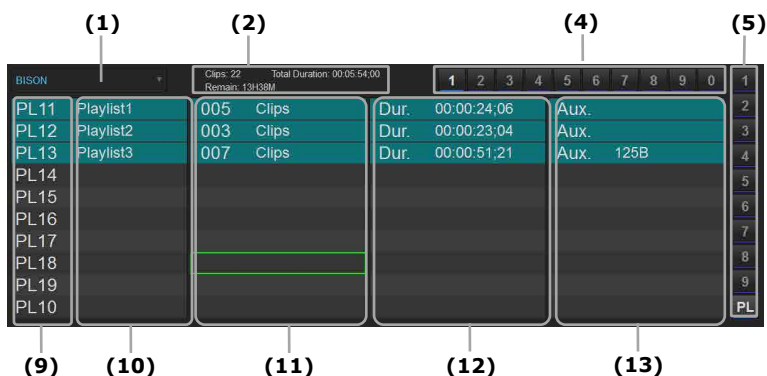 (1) (2) (4) (5)
BISON
Clips: 22 Total Duration: 00:05:54;00
Remain: 13H38M
1 2 3 4 5 6 7 8 9 0
1
PL11 Playlist1 005 Clips Dur. 00:00:24;06 Aux. 2
PL12 Playlist2 003 Clips Dur. 00:00:23;04 Aux. 3
PL13 Playlist3 007 Clips Dur. 00:00:51;21 Aux. 125B 4
PL14 5
PL15 6
PL16 7
PL17 8
PL18 9
PL19 PL
PL10
(9) (10) (11) (12) (13)